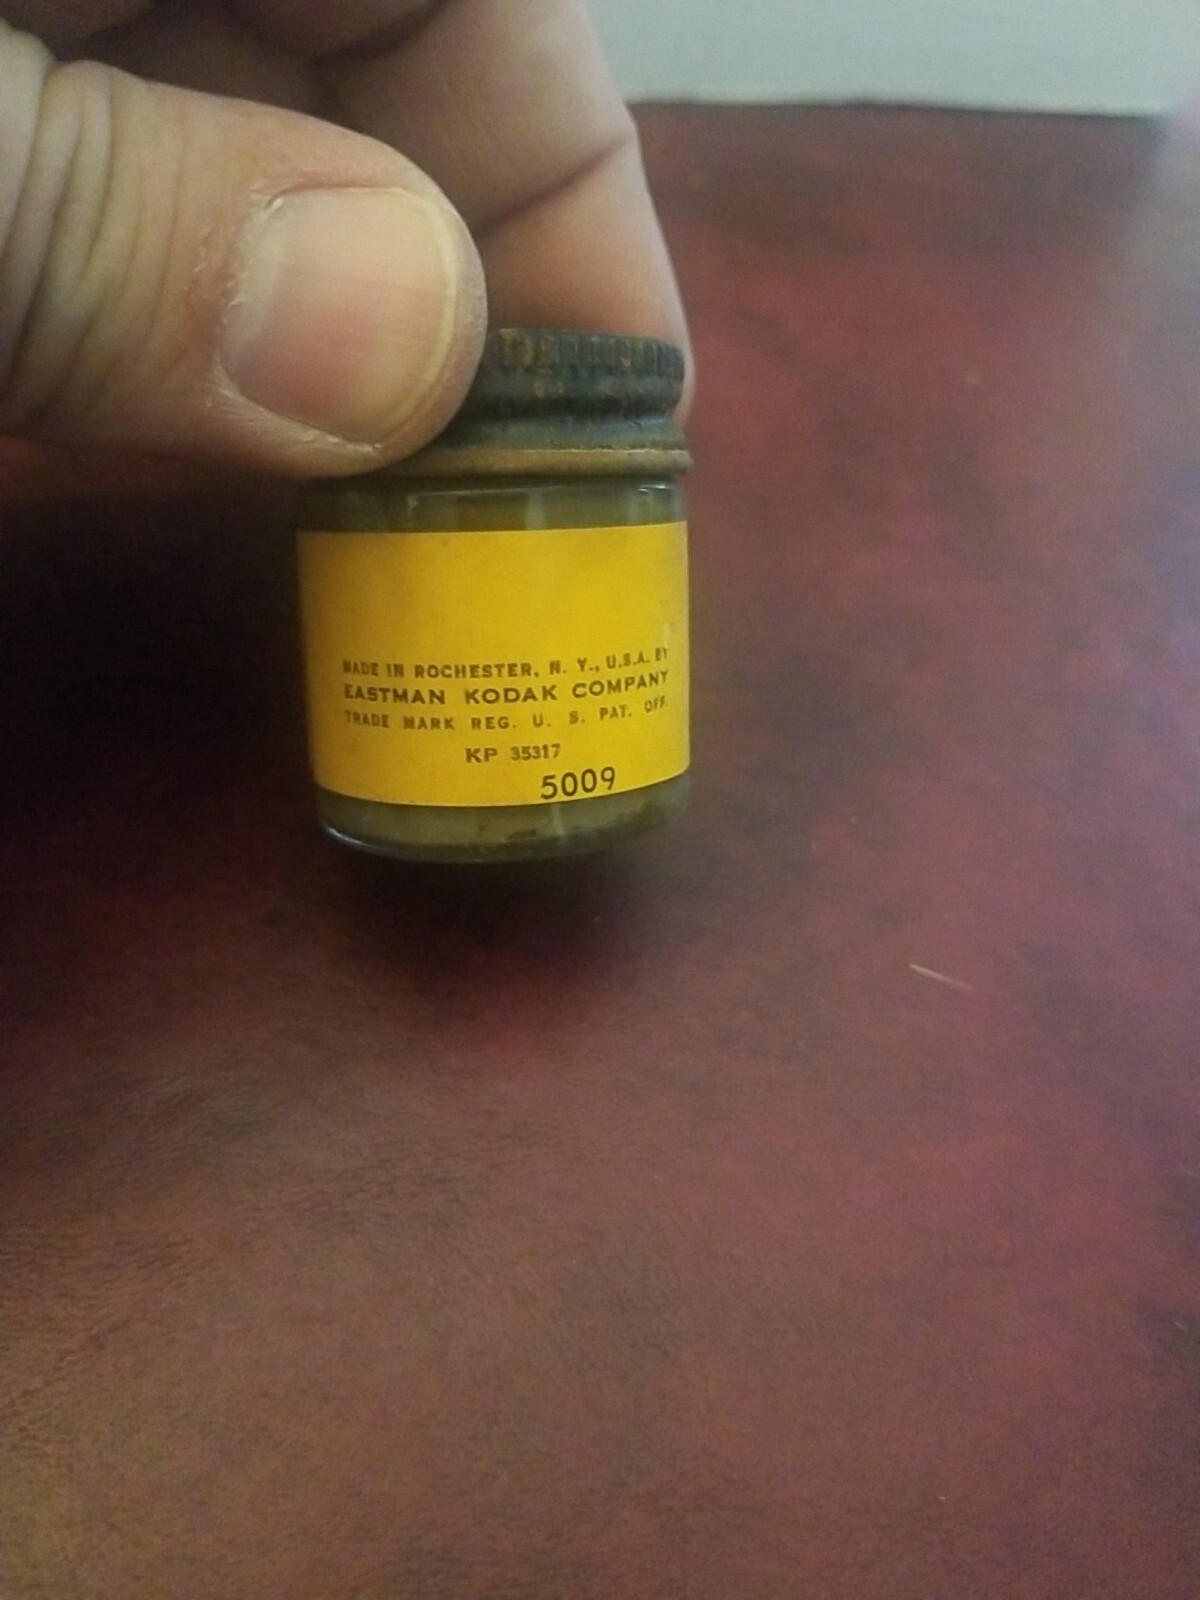 MADE IN ROCHESTER, N. Y., U.S.A. BY
EASTMAN KODAK COMPANY
TRADE MARK REG. U. S. PAT. OFF.
KP 35317
5009